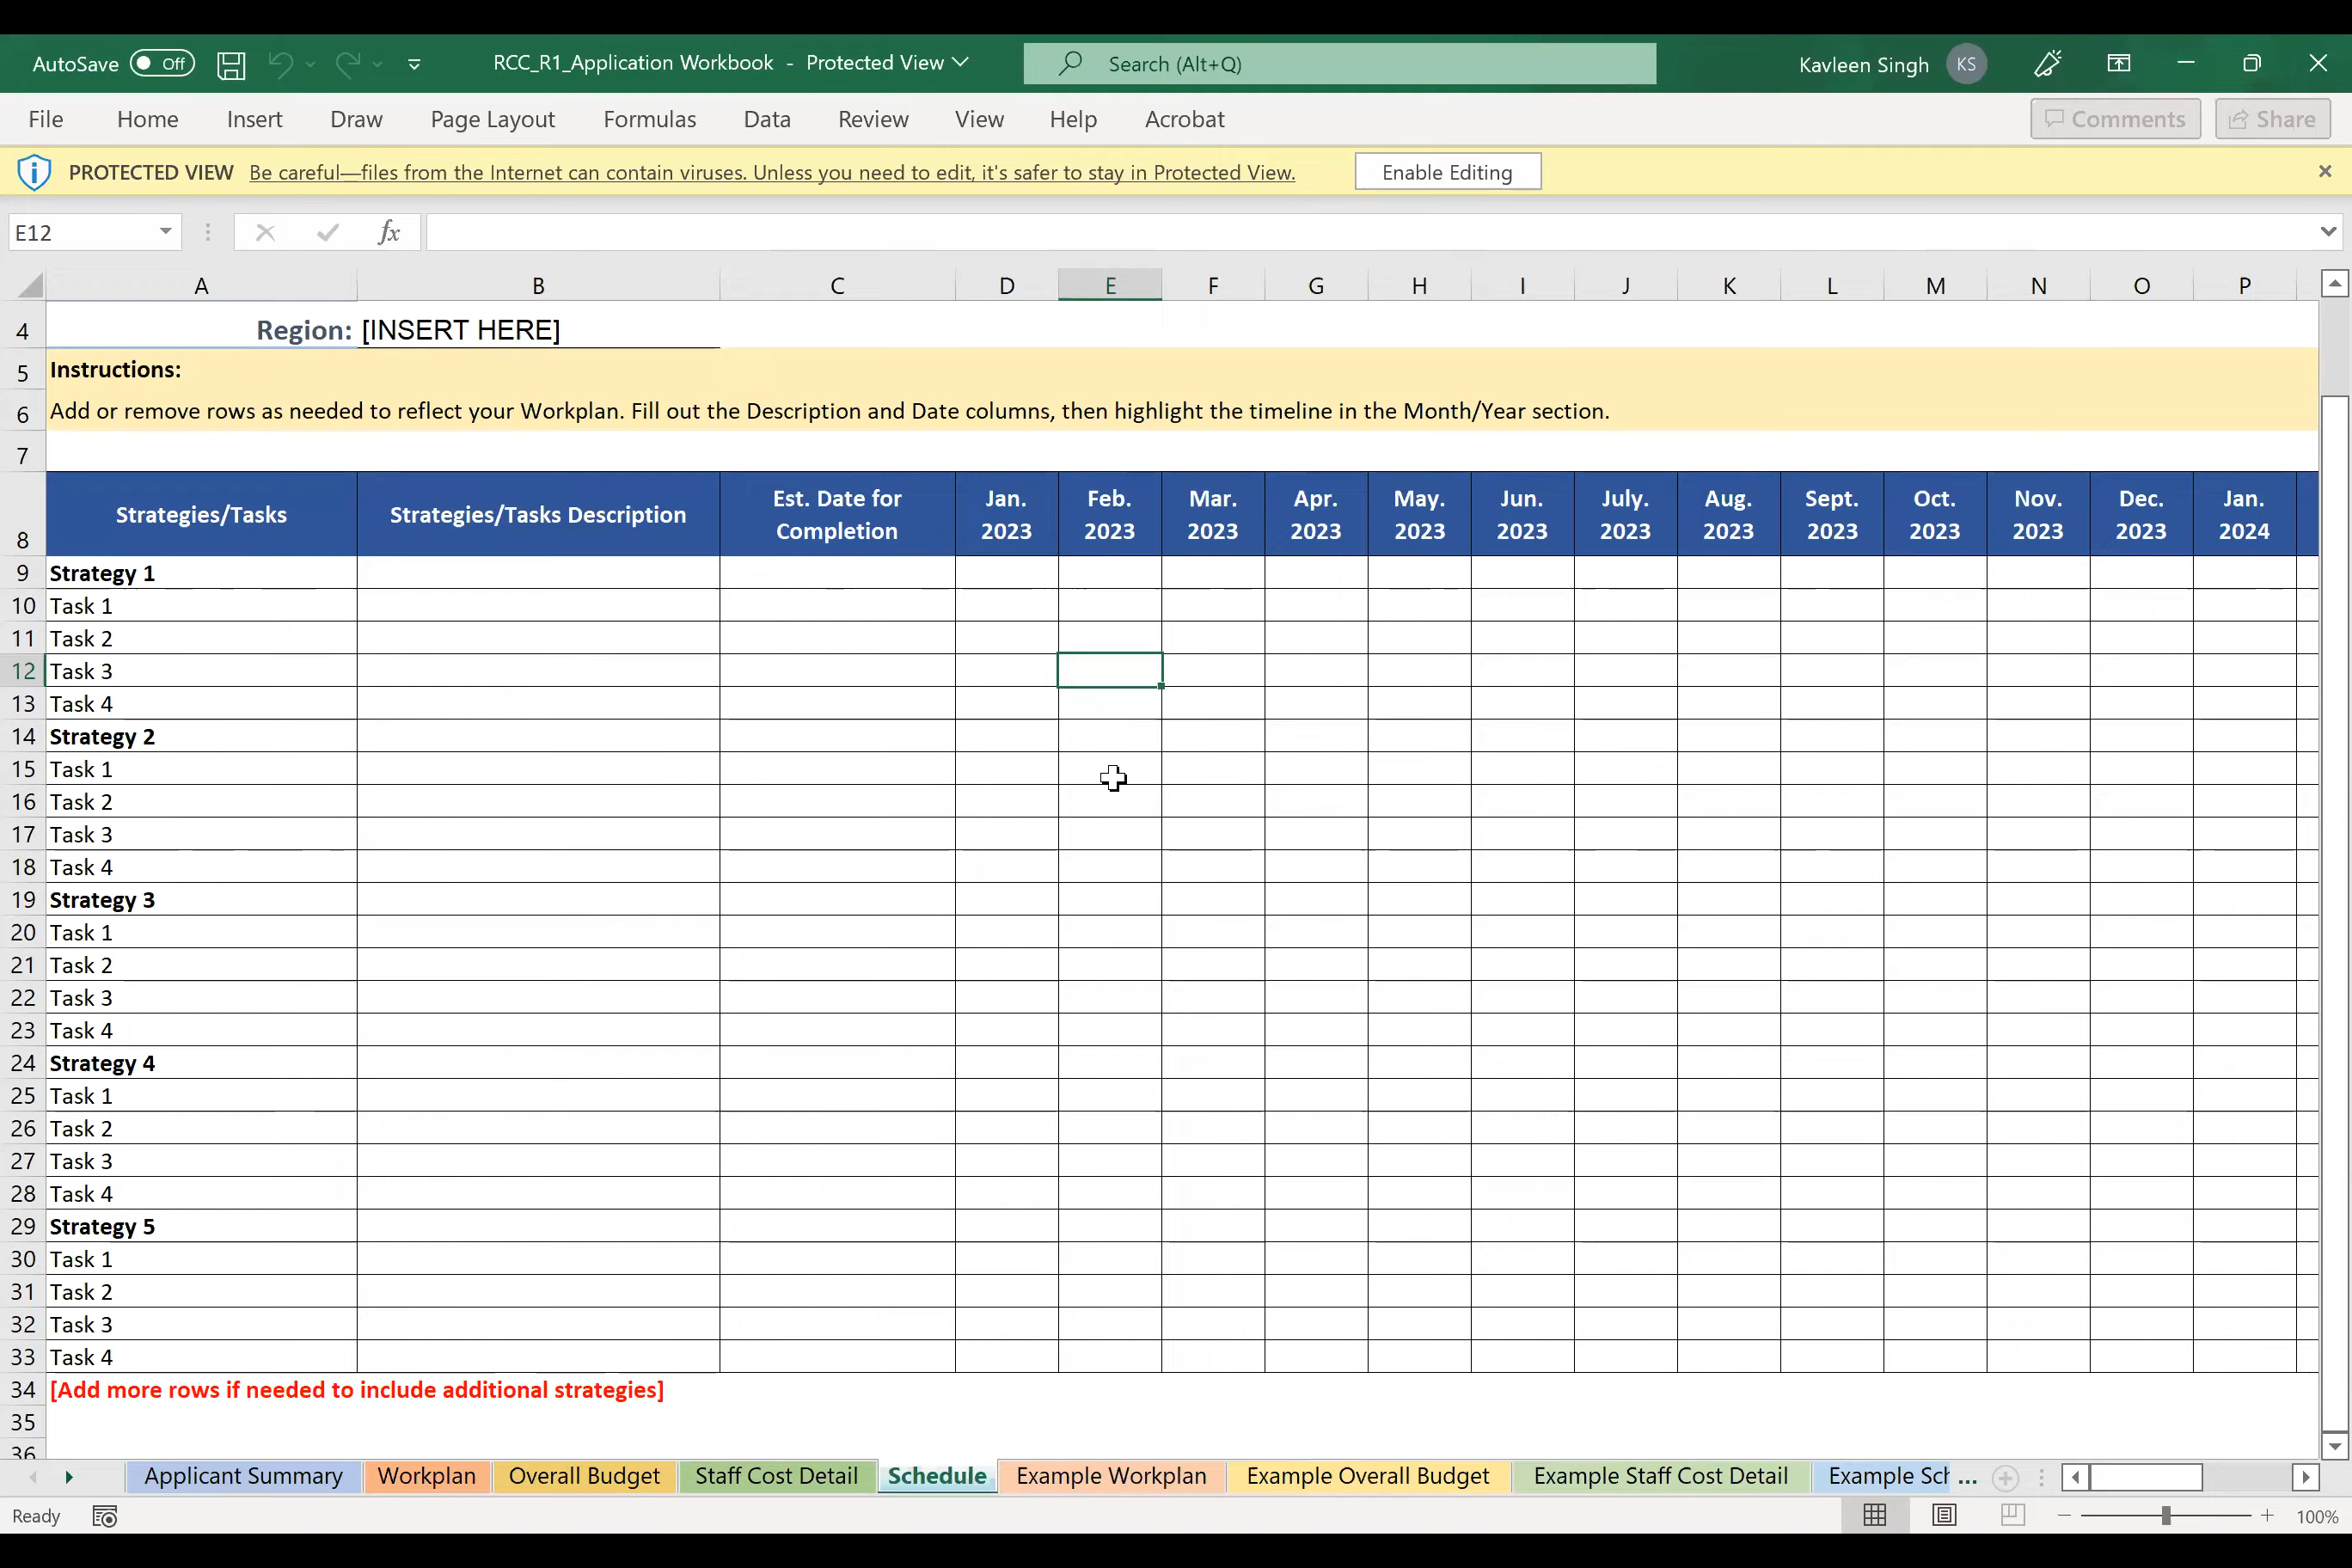 AutoSave Off RCC_R1_Application Workbook - Protected View Search (Alt+Q) Kavleen Singh KS
File Home Insert Draw Page Layout Formulas Data Review View Help Acrobat Comments Share
PROTECTED VIEW Be careful—files from the Internet can contain viruses. Unless you need to edit, it's safer to stay in Protected View. Enable Editing
E12 fx
A B C D E F G H I J K L M N O P
4 Region: [INSERT HERE]
5 Instructions:
6 Add or remove rows as needed to reflect your Workplan. Fill out the Description and Date columns, then highlight the timeline in the Month/Year section.
7
8 Strategies/Tasks Strategies/Tasks Description Est. Date for Completion Jan. 2023 Feb. 2023 Mar. 2023 Apr. 2023 May. 2023 Jun. 2023 July. 2023 Aug. 2023 Sept. 2023 Oct. 2023 Nov. 2023 Dec. 2023 Jan. 2024
9 Strategy 1
10 Task 1
11 Task 2
12 Task 3
13 Task 4
14 Strategy 2
15 Task 1
16 Task 2
17 Task 3
18 Task 4
19 Strategy 3
20 Task 1
21 Task 2
22 Task 3
23 Task 4
24 Strategy 4
25 Task 1
26 Task 2
27 Task 3
28 Task 4
29 Strategy 5
30 Task 1
31 Task 2
32 Task 3
33 Task 4
34 [Add more rows if needed to include additional strategies]
35
36
Applicant Summary Workplan Overall Budget Staff Cost Detail Schedule Example Workplan Example Overall Budget Example Staff Cost Detail Example Sch ...
Ready 100%